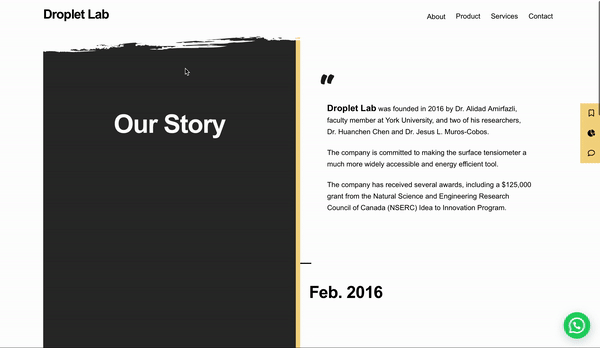 Droplet Lab
About Product Services Contact
Our Story
Droplet Lab was founded in 2016 by Dr. Alidad Amirfazli,
faculty member at York University, and two of his researchers,
Dr. Huanchen Chen and Dr. Jesus L. Muros-Cobos.
The company is committed to making the surface tensiometer a
much more widely accessible and energy efficient tool.
The company has received several awards, including a $125,000
grant from the Natural Science and Engineering Research
Council of Canada (NSERC) Idea to Innovation Program.
Feb. 2016